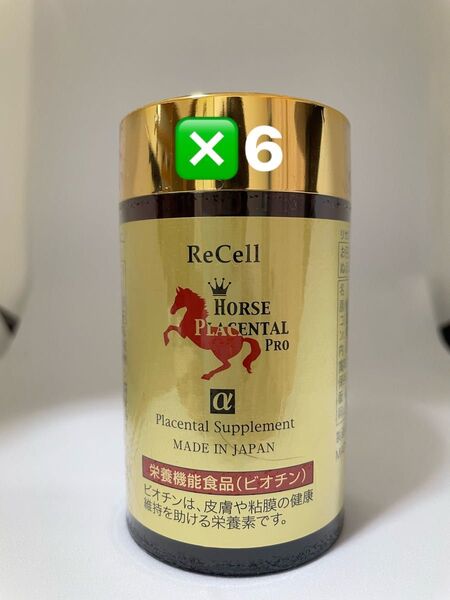 ❎6
ReCell
HORSE
PLACENTAL
PRO
α
Placental Supplement
MADE IN JAPAN
栄養機能食品(ビオチン)
ビオチンは、皮膚や粘膜の健康
維持を助ける栄養素です。